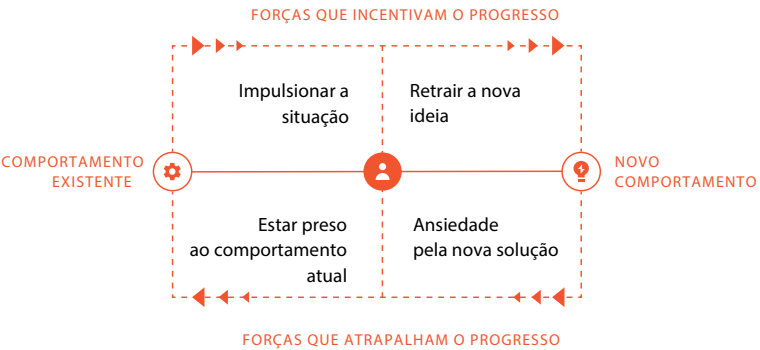 FORÇAS QUE INCENTIVAM O PROGRESSO
Impulsionar a
situação
Retrair a nova
ideia
COMPORTAMENTO
EXISTENTE
NOVO
COMPORTAMENTO
Estar preso
ao comportamento
atual
Ansiedade
pela nova solução
FORÇAS QUE ATRAPALHAM O PROGRESSO